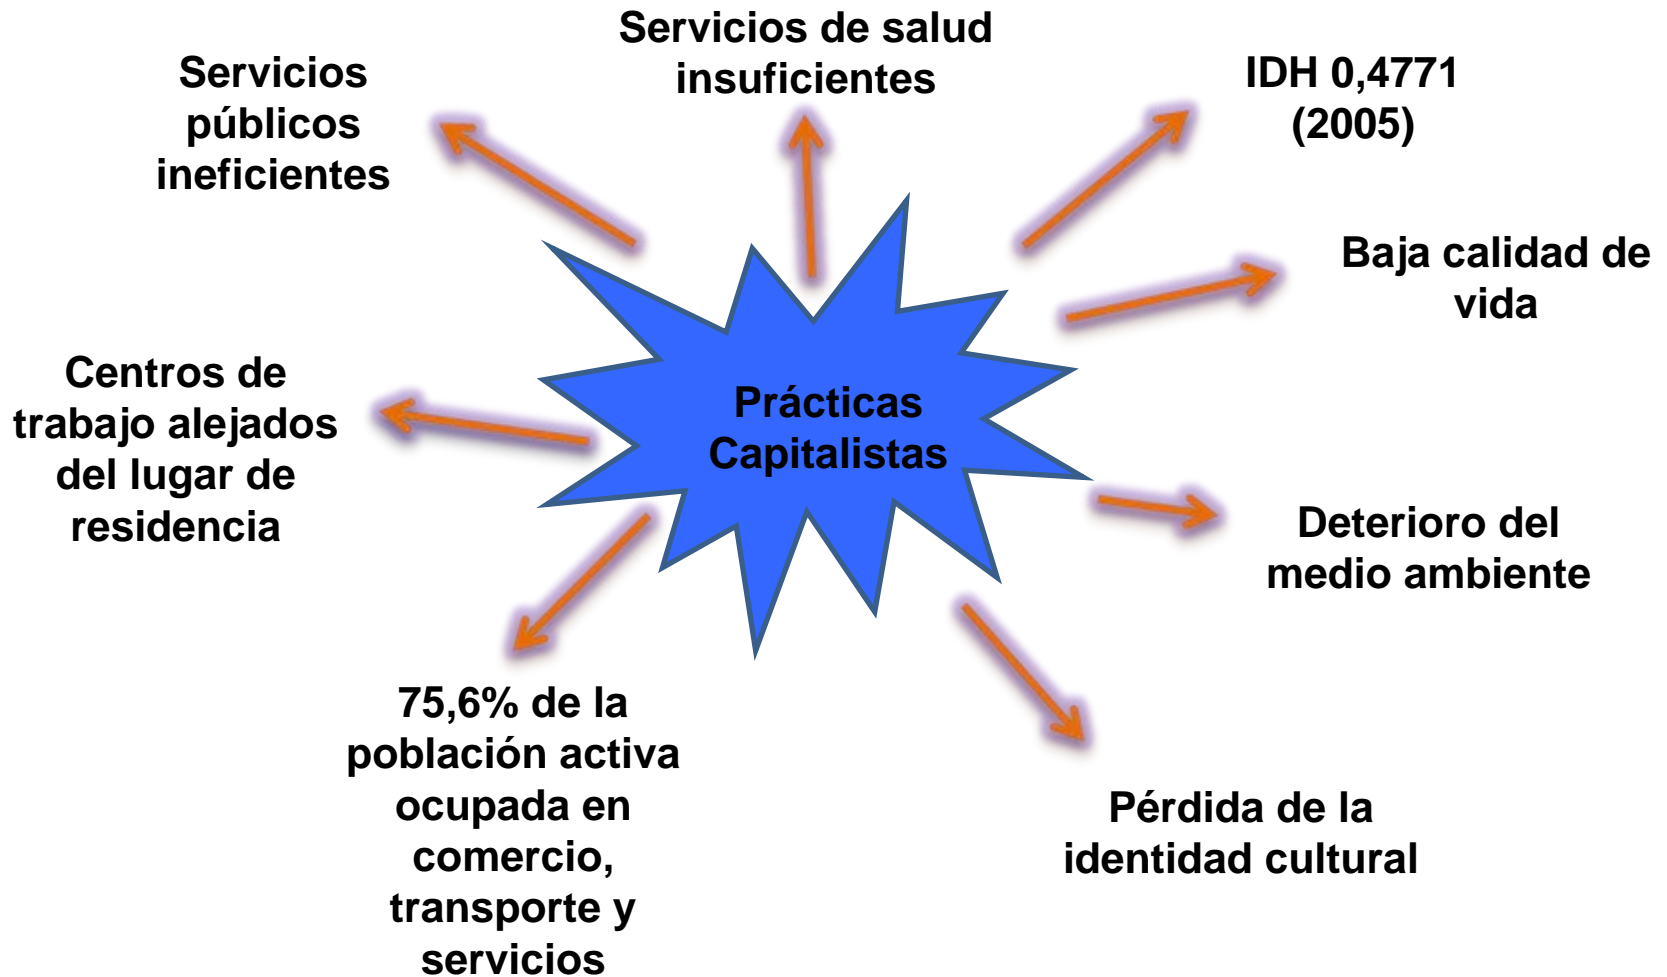 Servicios de salud
insuficientes
Servicios
públicos
ineficientes
IDH 0,4771
(2005)
Baja calidad de
vida
Centros de
trabajo alejados
del lugar de
residencia
Prácticas
Capitalistas
Deterioro del
medio ambiente
75,6% de la
población activa
ocupada en
comercio,
transporte y
servicios
Pérdida de la
identidad cultural